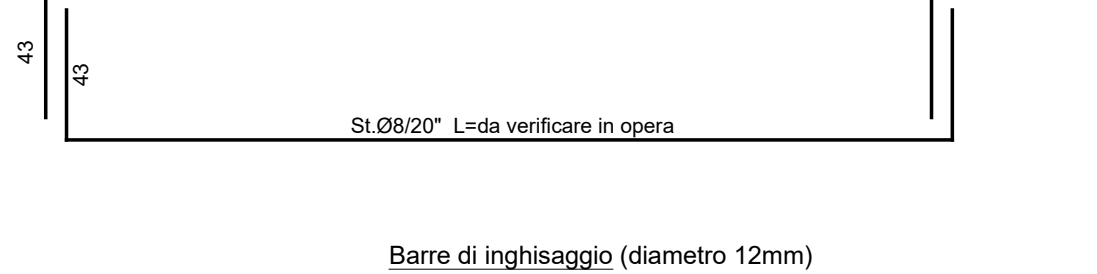 43
43
St.Ø8/20" L=da verificare in opera
Barre di inghisaggio (diametro 12mm)